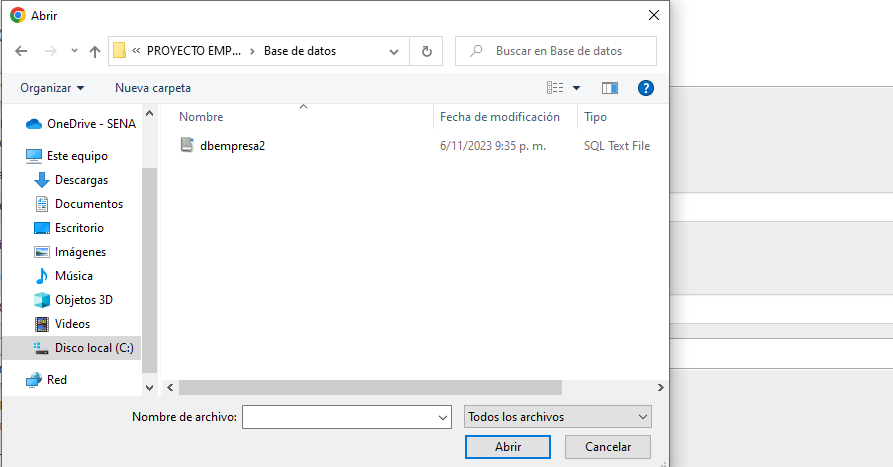 Abrir
« PROYECTO EMP... > Base de datos
Buscar en Base de datos
Organizar
Nueva carpeta
Nombre
Fecha de modificación
Tipo
OneDrive - SENA
Este equipo
Descargas
Documentos
Escritorio
Imágenes
Música
Objetos 3D
Videos
Disco local (C:)
Red
dbempresa2
6/11/2023 9:35 p. m.
SQL Text File
Nombre de archivo:
Todos los archivos
Abrir
Cancelar